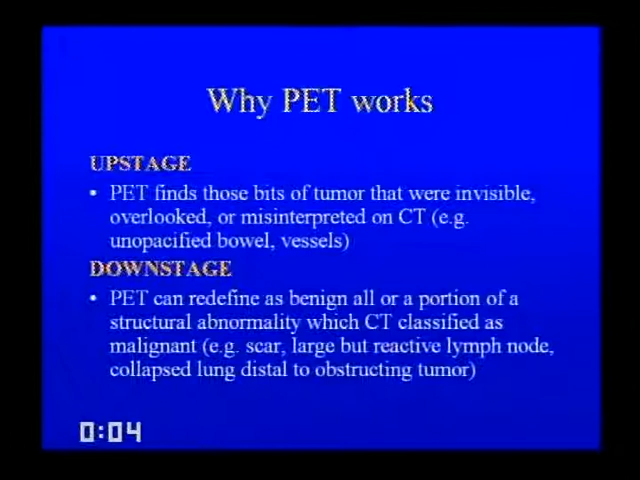 Why PET works
UPSTAGE
• PET finds those bits of tumor that were invisible,
overlooked, or misinterpreted on CT (e.g.
unopacified bowel, vessels)
DOWNSTAGE
• PET can redefine as benign all or a portion of a
structural abnormality which CT classified as
malignant (e.g. scar, large but reactive lymph node,
collapsed lung distal to obstructing tumor)
0:04